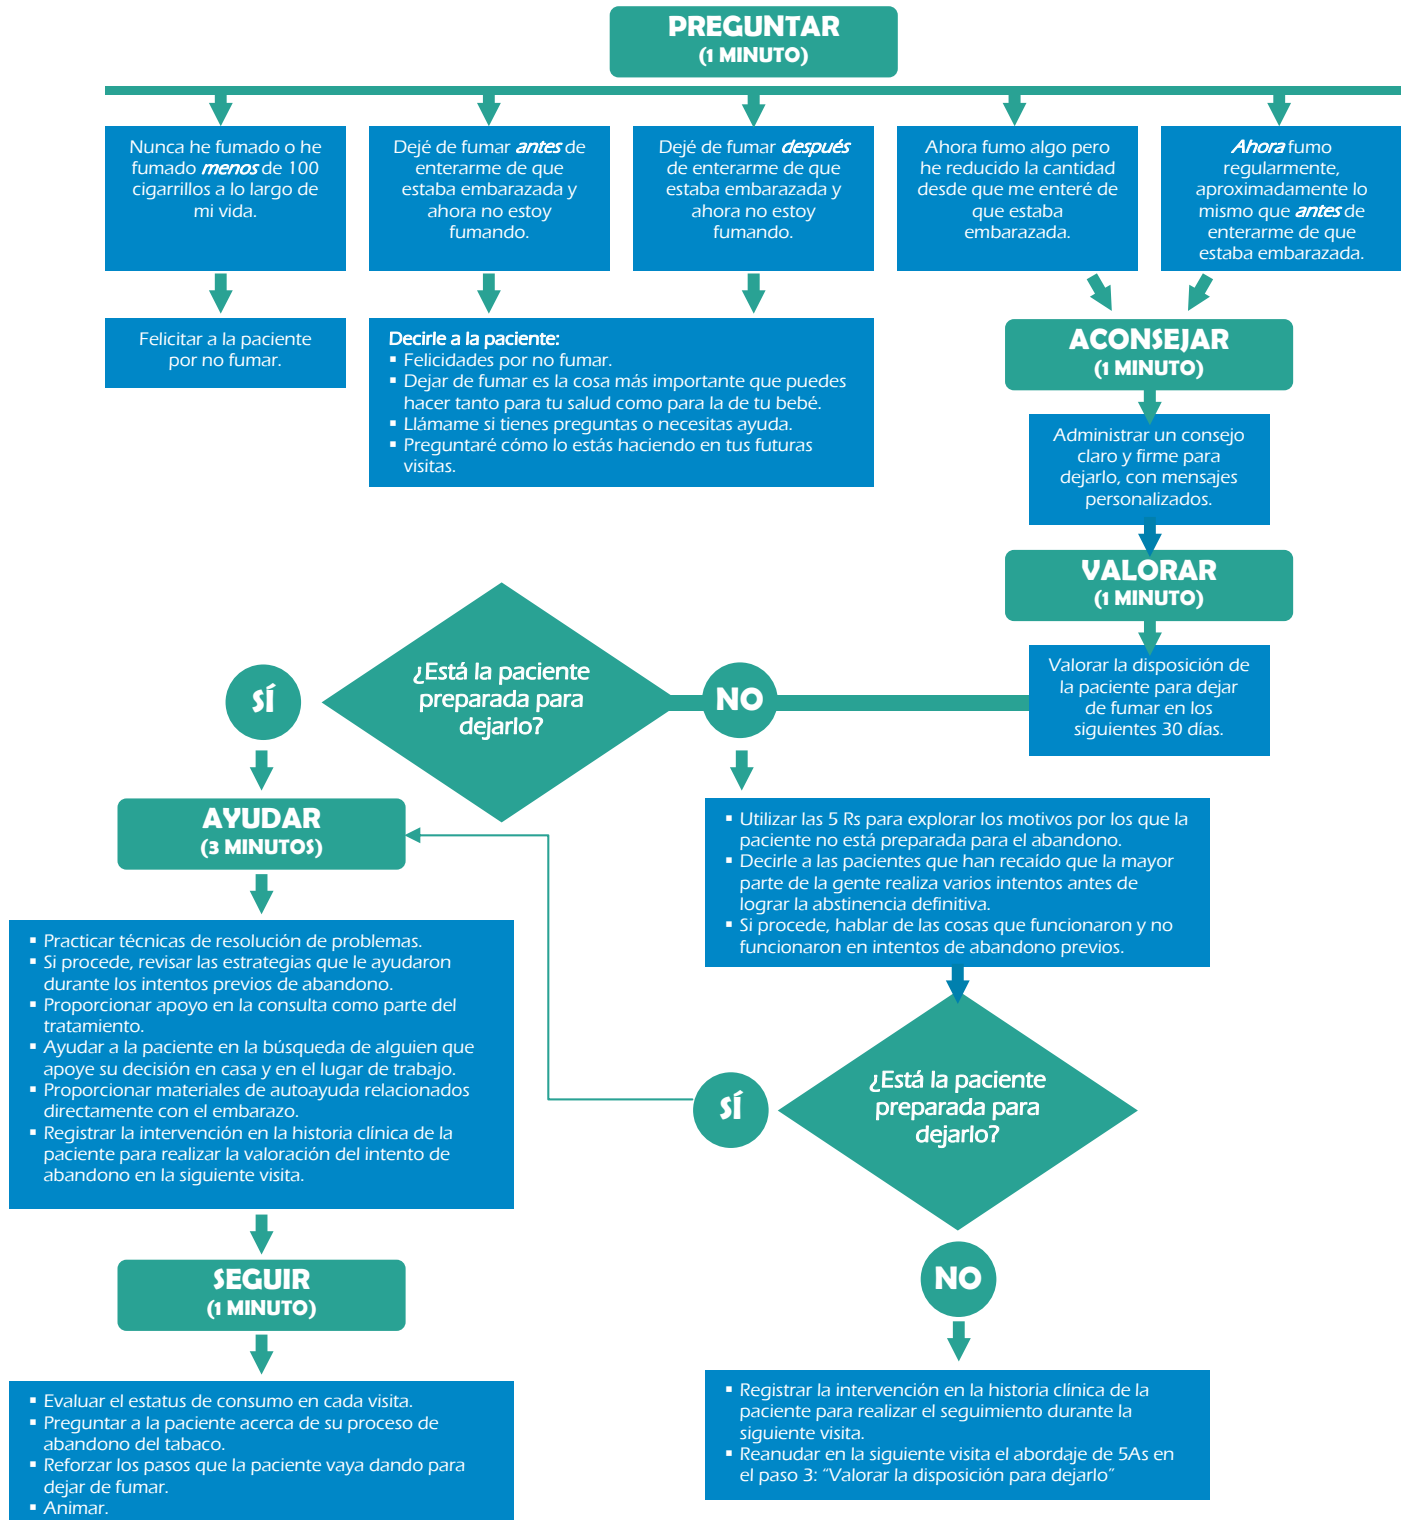 PREGUNTAR
(1 MINUTO)
Nunca he fumado o he
fumado menos de 100
cigarrillos a lo largo de
mi vida.
Dejé de fumar antes de
enterarme de que
estaba embarazada y
ahora no estoy
fumando.
Dejé de fumar después
de enterarme de que
estaba embarazada y
ahora no estoy
fumando.
Ahora fumo algo pero
he reducido la cantidad
desde que me enteré de
que estaba
embarazada.
Ahora fumo
regularmente,
aproximadamente lo
mismo que antes de
enterarme de que
estaba embarazada.
Felicitar a la paciente
por no fumar.
Decirle a la paciente:
▪ Felicidades por no fumar.
▪ Dejar de fumar es la cosa más importante que puedes
hacer tanto para tu salud como para la de tu bebé.
▪ Llámame si tienes preguntas o necesitas ayuda.
▪ Preguntaré cómo lo estás haciendo en tus futuras
visitas.
ACONSEJAR
(1 MINUTO)
Administrar un consejo
claro y firme para
dejarlo, con mensajes
personalizados.
VALORAR
(1 MINUTO)
Valorar la disposición de
la paciente para dejar
de fumar en los
siguientes 30 días.
¿Está la paciente
preparada para
dejarlo?
SÍ
NO
AYUDAR
(3 MINUTOS)
▪ Utilizar las 5 Rs para explorar los motivos por los que la
paciente no está preparada para el abandono.
▪ Decirle a las pacientes que han recaído que la mayor
parte de la gente realiza varios intentos antes de
lograr la abstinencia definitiva.
▪ Si procede, hablar de las cosas que funcionaron y no
funcionaron en intentos de abandono previos.
▪ Practicar técnicas de resolución de problemas.
▪ Si procede, revisar las estrategias que le ayudaron
durante los intentos previos de abandono.
▪ Proporcionar apoyo en la consulta como parte del
tratamiento.
▪ Ayudar a la paciente en la búsqueda de alguien que
apoye su decisión en casa y en el lugar de trabajo.
▪ Proporcionar materiales de autoayuda relacionados
directamente con el embarazo.
▪ Registrar la intervención en la historia clínica de la
paciente para realizar la valoración del intento de
abandono en la siguiente visita.
¿Está la paciente
preparada para
dejarlo?
SÍ
NO
SEGUIR
(1 MINUTO)
▪ Evaluar el estatus de consumo en cada visita.
▪ Preguntar a la paciente acerca de su proceso de
abandono del tabaco.
▪ Reforzar los pasos que la paciente vaya dando para
dejar de fumar.
▪ Animar.
▪ Registrar la intervención en la historia clínica de la
paciente para realizar el seguimiento durante la
siguiente visita.
▪ Reanudar en la siguiente visita el abordaje de 5As en
el paso 3: “Valorar la disposición para dejarlo”